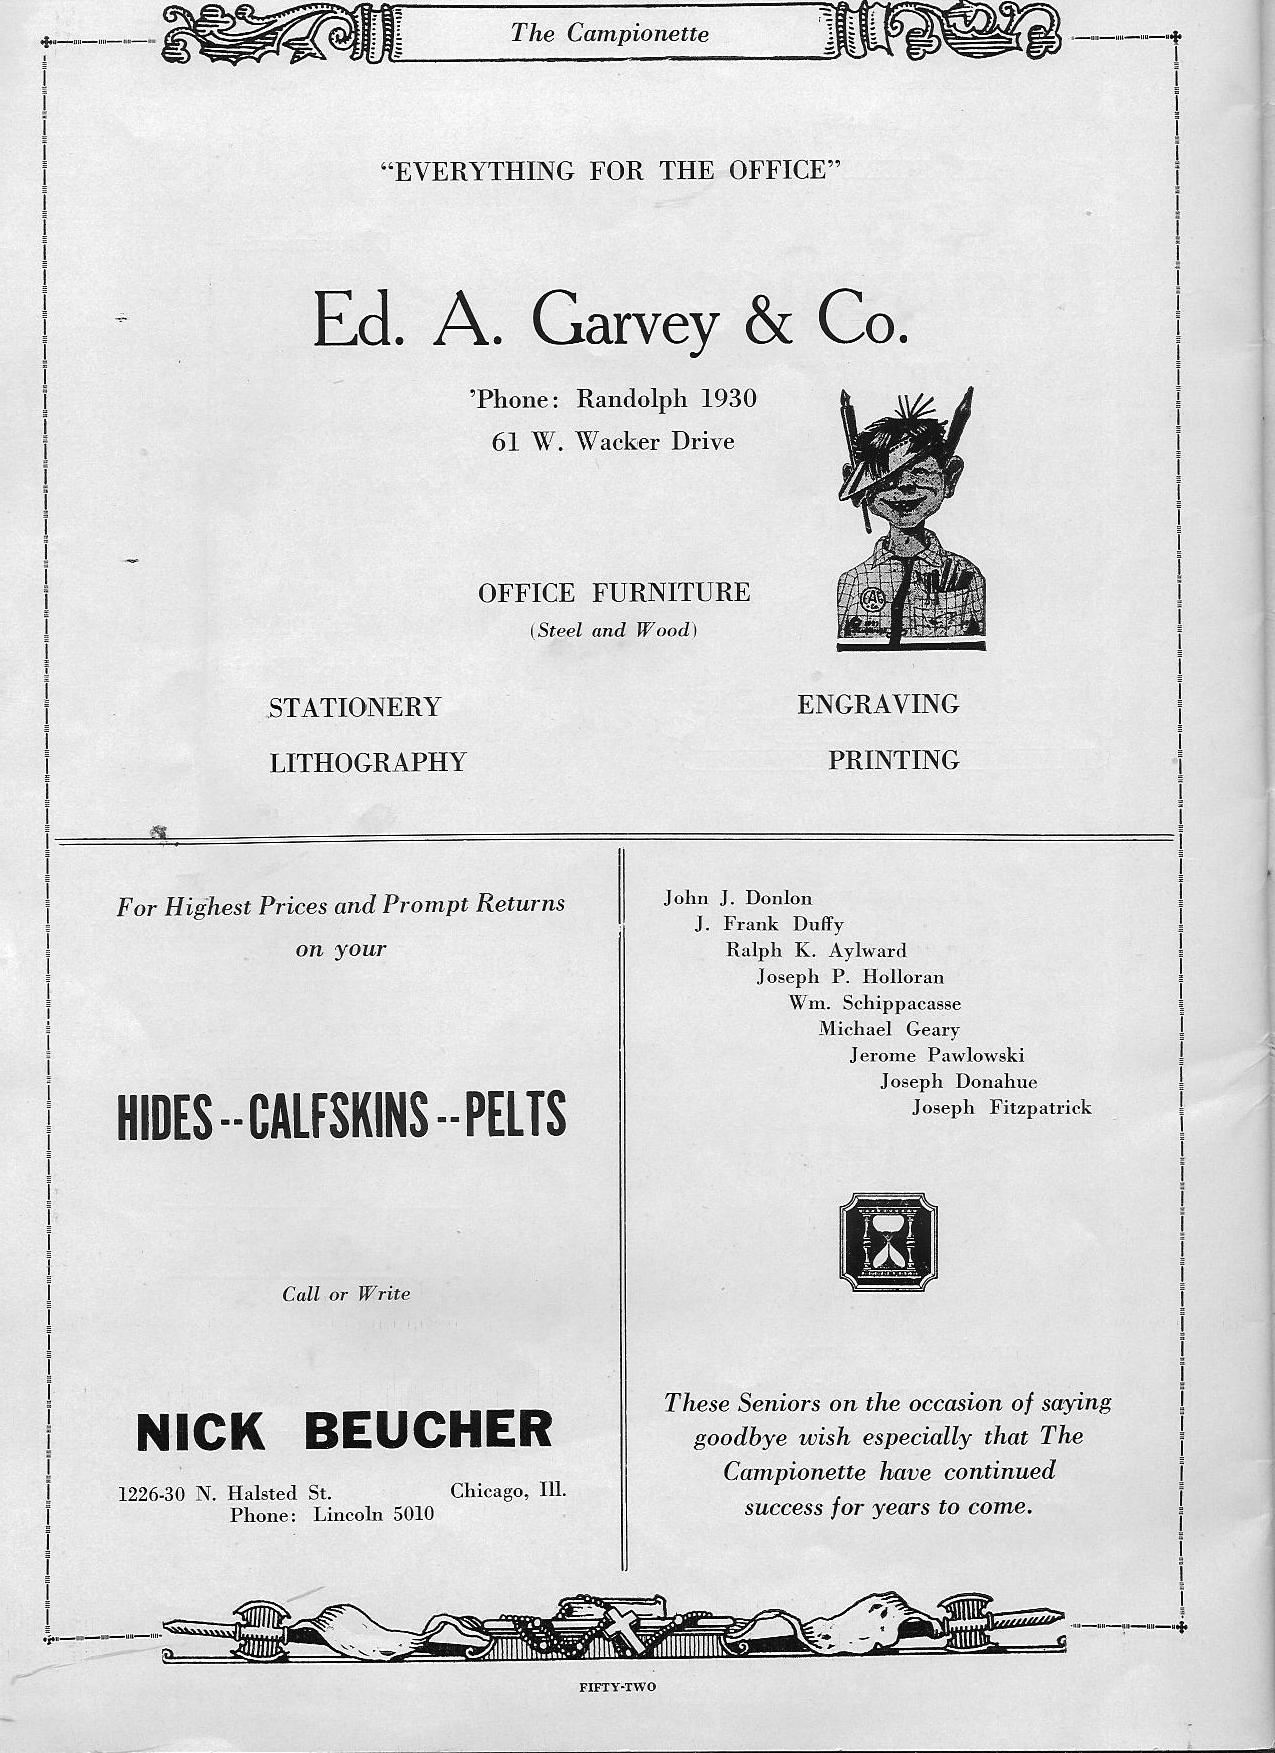 The Campionette
“EVERYTHING FOR THE OFFICE”
Ed. A. Garvey & Co.
’Phone: Randolph 1930
61 W. Wacker Drive
OFFICE FURNITURE
(Steel and Wood)
STATIONERY
ENGRAVING
LITHOGRAPHY
PRINTING
For Highest Prices and Prompt Returns
on your
HIDES -- CALFSKINS -- PELTS
Call or Write
NICK BEUCHER
1226-30 N. Halsted St. Chicago, Ill.
Phone: Lincoln 5010
John J. Donlon
J. Frank Duffy
Ralph K. Aylward
Joseph P. Holloran
Wm. Schippacasse
Michael Geary
Jerome Pawlowski
Joseph Donahue
Joseph Fitzpatrick
These Seniors on the occasion of saying
goodbye wish especially that The
Campionette have continued
success for years to come.
FIFTY-TWO